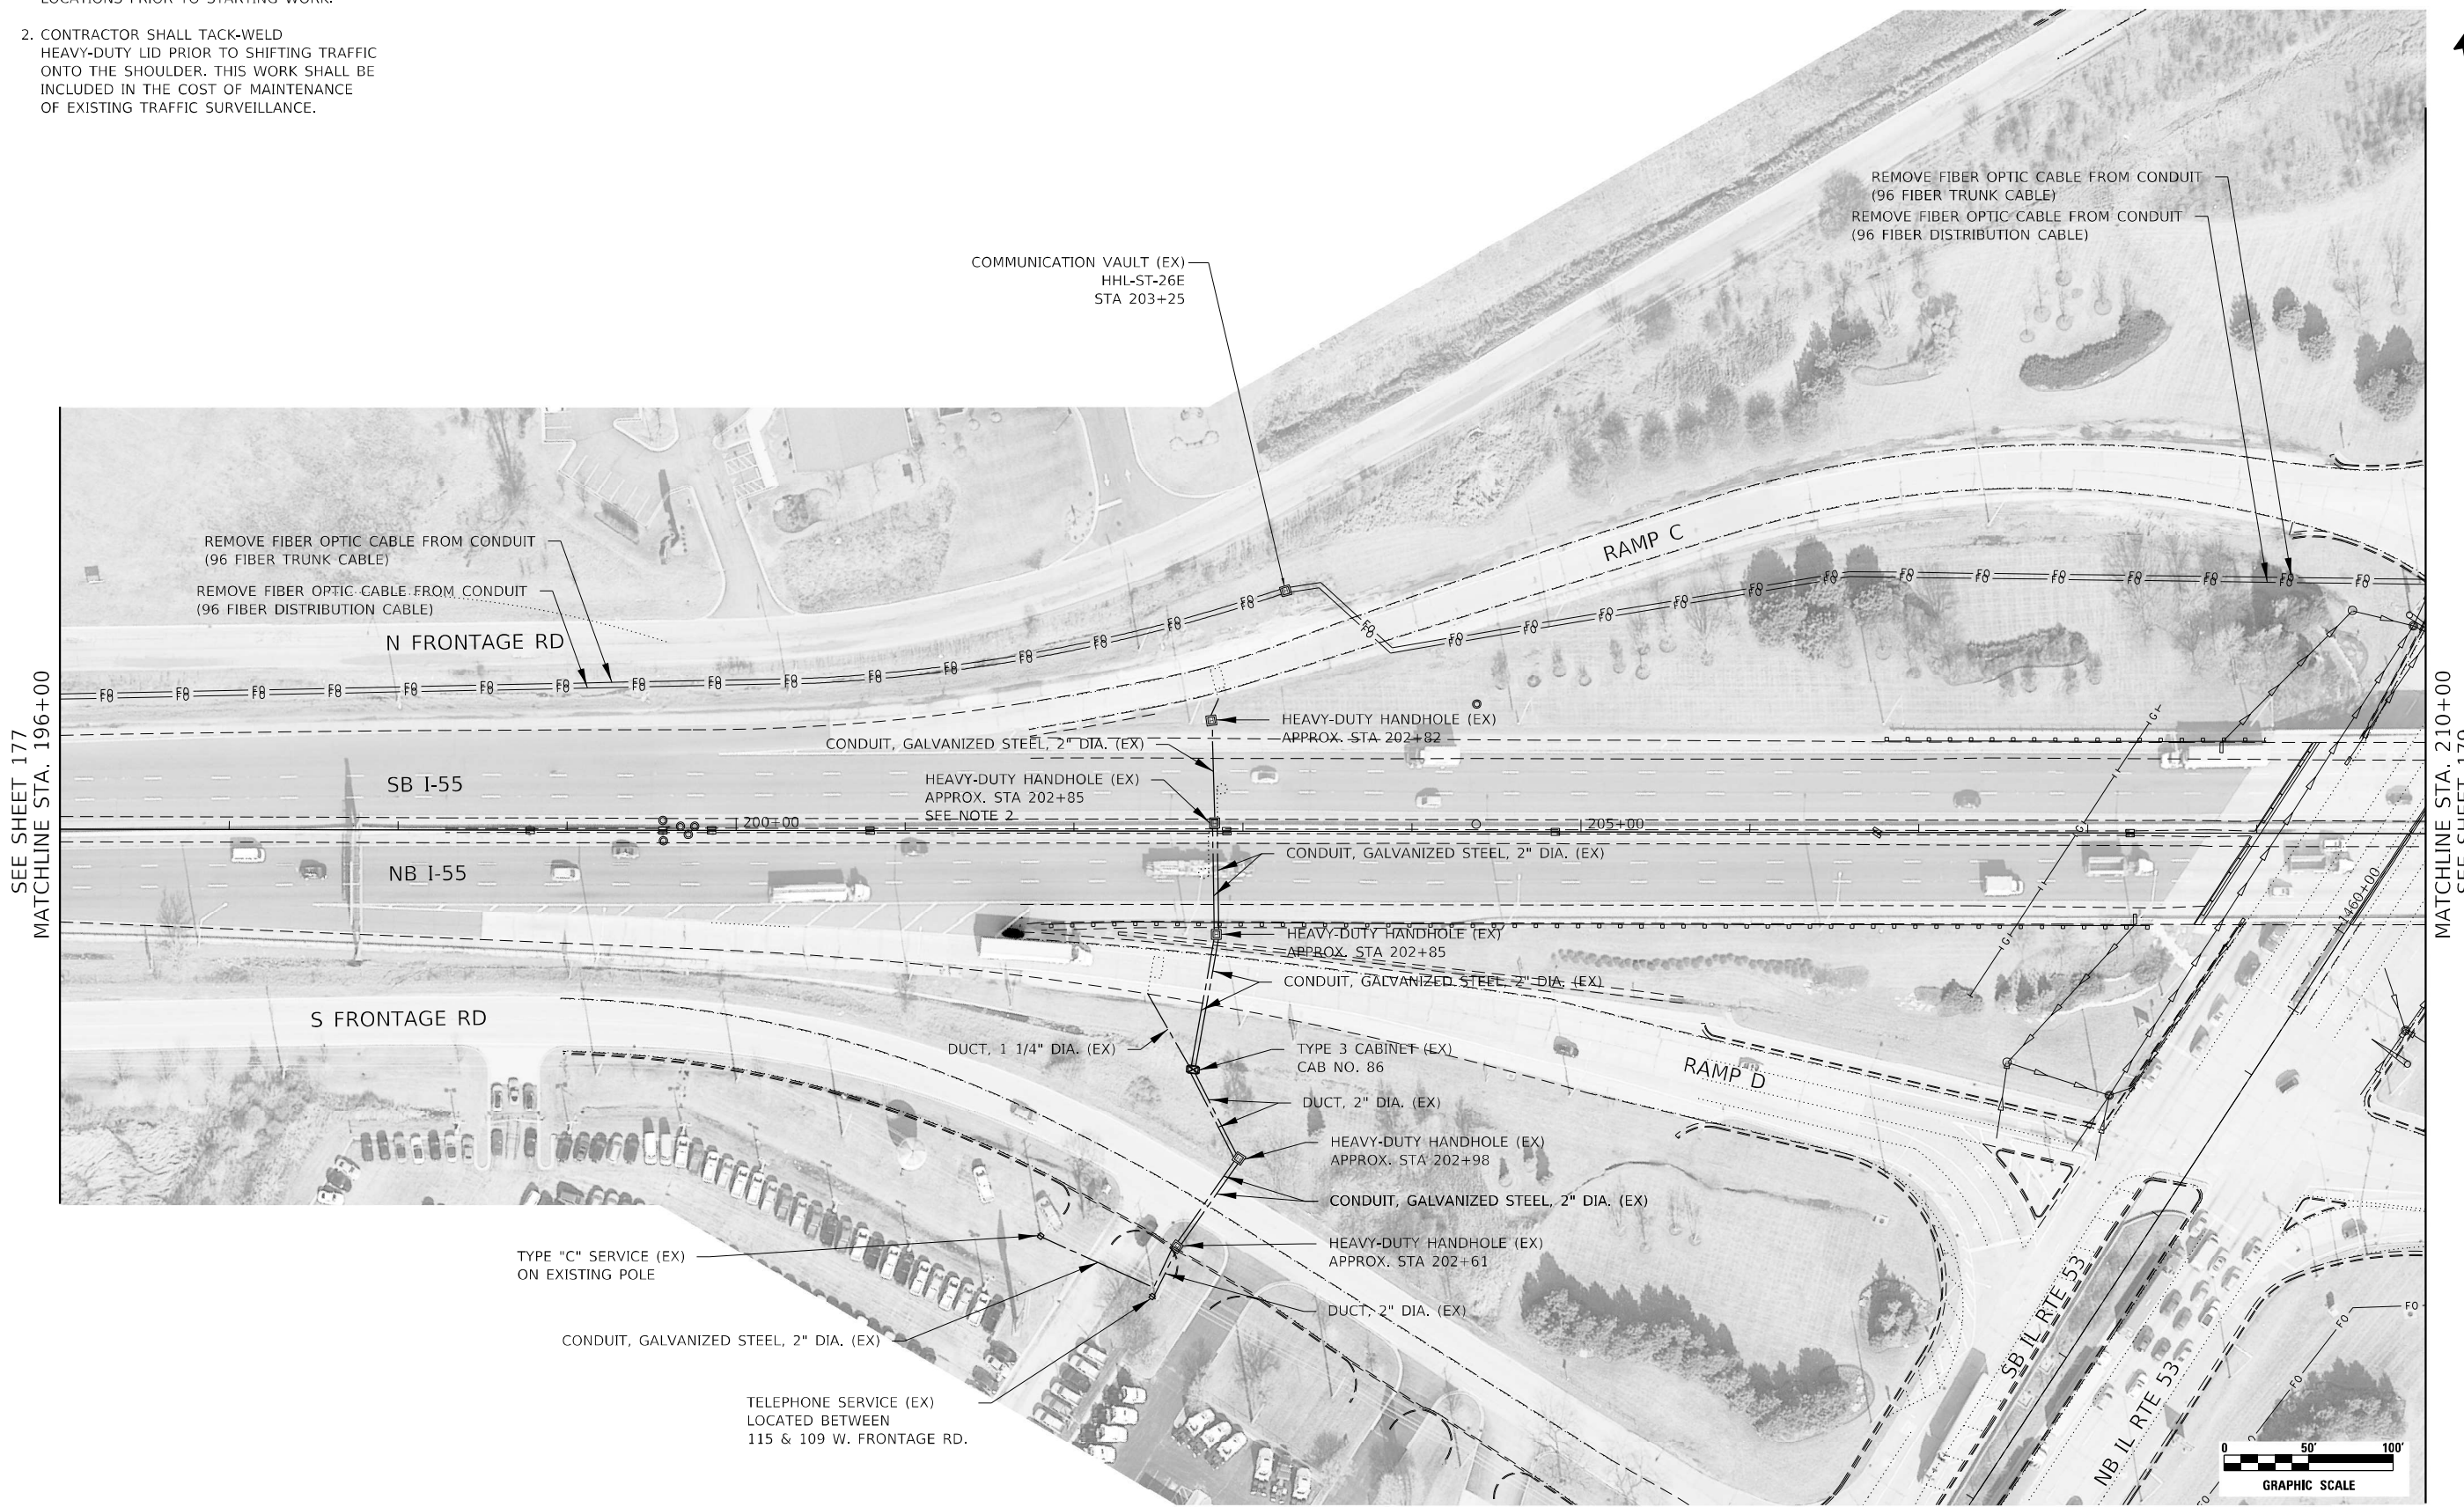 LOCATIONS PRIOR TO STARTING WORK.
2. CONTRACTOR SHALL TACK-WELD
HEAVY-DUTY LID PRIOR TO SHIFTING TRAFFIC
ONTO THE SHOULDER. THIS WORK SHALL BE
INCLUDED IN THE COST OF MAINTENANCE
OF EXISTING TRAFFIC SURVEILLANCE.
REMOVE FIBER OPTIC CABLE FROM CONDUIT
(96 FIBER TRUNK CABLE)
REMOVE FIBER OPTIC CABLE FROM CONDUIT
(96 FIBER DISTRIBUTION CABLE)
COMMUNICATION VAULT (EX)
HHL-ST-26E
STA 203+25
REMOVE FIBER OPTIC CABLE FROM CONDUIT
(96 FIBER TRUNK CABLE)
REMOVE FIBER OPTIC CABLE FROM CONDUIT
(96 FIBER DISTRIBUTION CABLE)
N FRONTAGE RD
RAMP C
SEE SHEET 177
MATCHLINE STA. 196+00
MATCHLINE STA. 210+00
HEAVY-DUTY HANDHOLE (EX)
APPROX. STA 202+82
CONDUIT, GALVANIZED STEEL, 2" DIA. (EX)
SB I-55
HEAVY-DUTY HANDHOLE (EX)
APPROX. STA 202+85
SEE NOTE 2
200+00
205+00
CONDUIT, GALVANIZED STEEL, 2" DIA. (EX)
NB I-55
1460+00
HEAVY-DUTY HANDHOLE (EX)
APPROX. STA 202+85
CONDUIT, GALVANIZED STEEL, 2" DIA. (EX)
S FRONTAGE RD
DUCT, 1 1/4" DIA. (EX)
TYPE 3 CABINET (EX)
CAB NO. 86
RAMP D
DUCT, 2" DIA. (EX)
HEAVY-DUTY HANDHOLE (EX)
APPROX. STA 202+98
CONDUIT, GALVANIZED STEEL, 2" DIA. (EX)
TYPE "C" SERVICE (EX)
ON EXISTING POLE
HEAVY-DUTY HANDHOLE (EX)
APPROX. STA 202+61
DUCT, 2" DIA. (EX)
CONDUIT, GALVANIZED STEEL, 2" DIA. (EX)
TELEPHONE SERVICE (EX)
LOCATED BETWEEN
115 & 109 W. FRONTAGE RD.
SB IL RTE 53
NB IL RTE 53
FO
FO
FO
0 50' 100'
GRAPHIC SCALE